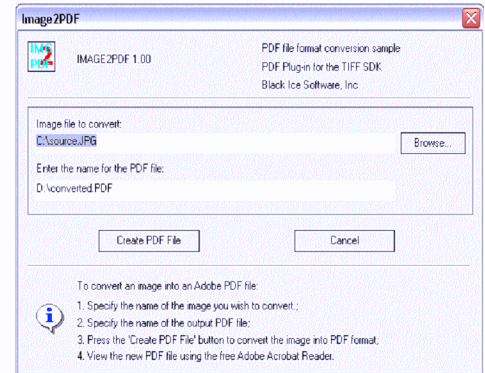 Image2PDF
IMG
2
PDF
IMAGE2PDF 1.00
PDF file format conversion sample
PDF Plug-in for the TIFF SDK
Black Ice Software, Inc
Image file to convert:
C:\source.JPG
Browse...
Enter the name for the PDF file:
D:\converted.PDF
Create PDF File
Cancel
To convert an image into an Adobe PDF file:
1. Specify the name of the image you wish to convert.;
2. Specify the name of the output PDF file;
3. Press the 'Create PDF File' button to convert the image into PDF format;
4. View the new PDF file using the free Adobe Acrobat Reader.